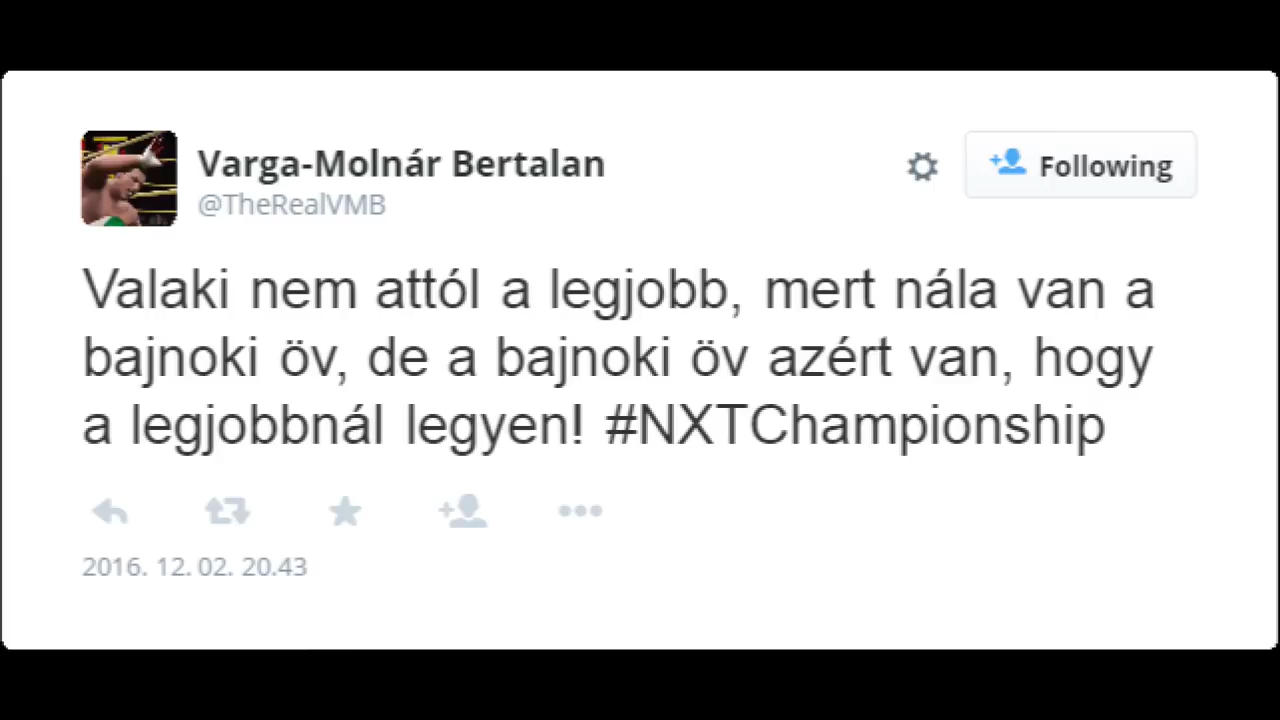 Varga-Molnár Bertalan
@TheRealVMB
Following
Valaki nem attól a legjobb, mert nála van a
bajnoki öv, de a bajnoki öv azért van, hogy
a legjobbnál legyen! #NXTChampionship
2016. 12. 02. 20.43